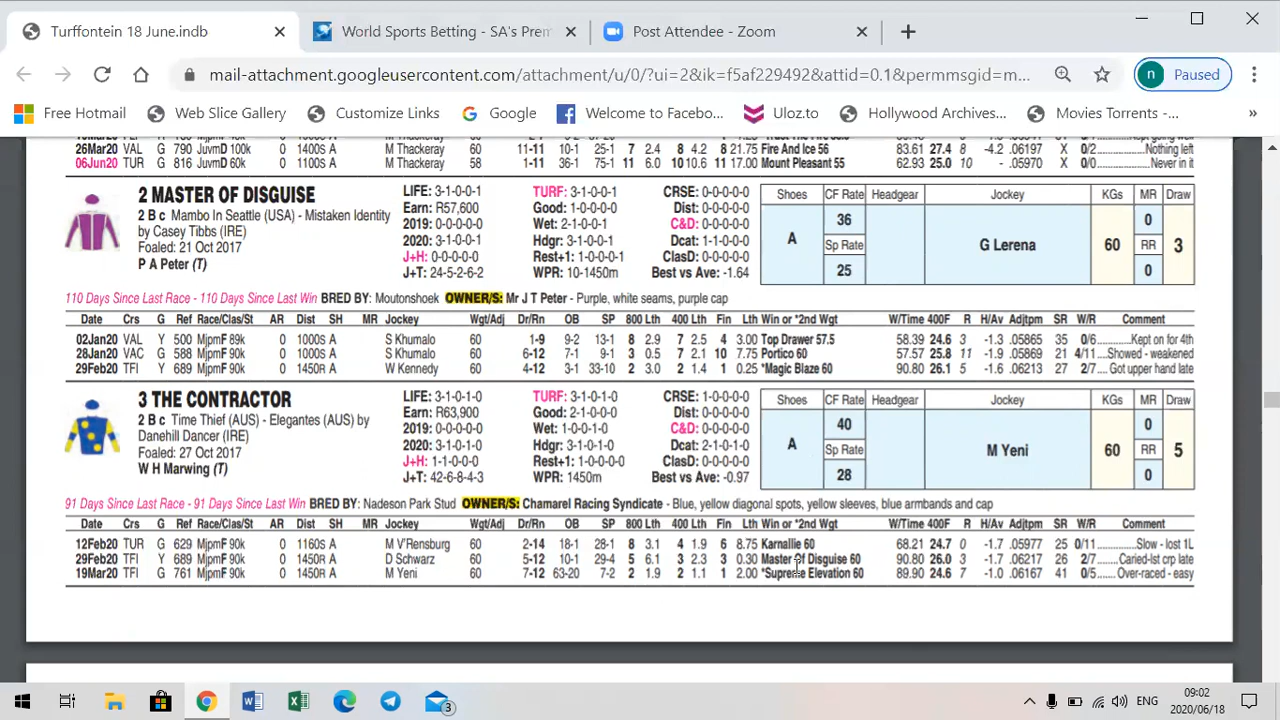 Turffontein 18 June.indb
World Sports Betting - SA's Prem
Post Attendee - Zoom
mail-attachment.googleusercontent.com/attachment/u/0/?ui=2&ik=f5af229492&attid=0.1&permmsgid=m...
Paused
Free Hotmail
Web Slice Gallery
Customize Links
Google
Welcome to Facebo...
Uloz.to
Hollywood Archives...
Movies Torrents -...
26Mar20 VAL G 790 JuvmD 100k 0 1400S A M Thackeray 60 11-11 36-1 25-1 7 2.4 8 4.2 8 21.75 Fire And Ice 56 83.61 27.4 8 -4.2 .06197 X 0/2 Nothing left
06Jun20 TUR G 816 JuvmD 60k 0 1100S A M Thackeray 58 1-11 36-1 75-1 11 6.0 10 10.6 11 17.00 Mount Pleasant 55 62.93 25.0 10 - .05970 X 0/ Never in it
2 MASTER OF DISGUISE
2 B c Mambo In Seattle (USA) - Mistaken Identity
by Casey Tibbs (IRE)
Foaled: 21 Oct 2017
P A Peter (T)
LIFE: 3-1-0-0-1 TURF: 3-1-0-0-1 CRSE: 0-0-0-0-0
Earn: R57,600 Good: 1-0-0-0-0 Dist: 0-0-0-0-0
2019: 0-0-0-0-0 Wet: 2-1-0-0-1 C&D: 0-0-0-0-0
2020: 3-1-0-0-1 Hdgr: 3-1-0-0-1 Dcat: 1-1-0-0-0
J+H: 0-0-0-0-0 Rest+1: 1-0-0-0-1 ClasD: 0-0-0-0-0
J+T: 24-5-2-6-2 WPR: 10-1450m Best vs Ave: -1.64
Shoes CF Rate Headgear Jockey KGs MR Draw
A 36 G Lerena 60 0 3
Sp Rate RR
25 0
110 Days Since Last Race - 110 Days Since Last Win BRED BY: Moutonshoek OWNER/S: Mr J T Peter - Purple, white seams, purple cap
Date Crs G Ref Race/Clas/St AR Dist SH MR Jockey Wgt/Adj Dr/Rn OB SP 800 Lth 400 Lth Fin Lth Win or *2nd Wgt W/Time 400F R H/Av Adjtpm SR W/R Comment
02Jan20 VAL Y 500 MjpmF 89k 0 1000S A S Khumalo 60 1-9 9-2 13-1 8 2.9 7 2.5 4 3.00 Top Drawer 57.5 58.39 24.6 3 -1.3 .05865 35 0/6 Kept on for 4th
28Jan20 VAC G 588 MjpmF 89k 0 1000S A S Khumalo 60 6-12 7-1 9-1 3 0.5 7 2.1 10 7.75 Portico 60 57.57 25.8 11 -1.9 .05814 21 4/11 Showed - weakened
29Feb20 TFI Y 689 MjpmF 90k 0 1450R A W Kennedy 60 4-12 3-1 33-10 2 3.0 2 1.4 1 0.25 *Magic Blaze 60 90.80 26.1 5 -1.6 .06213 27 2/7 Got upper hand late
3 THE CONTRACTOR
2 B c Time Thief (AUS) - Elegantes (AUS) by
Danehill Dancer (IRE)
Foaled: 27 Oct 2017
W H Marwing (T)
LIFE: 3-1-0-1-0 TURF: 3-1-0-1-0 CRSE: 1-0-0-0-0
Earn: R63,900 Good: 2-1-0-0-0 Dist: 0-0-0-0-0
2019: 0-0-0-0-0 Wet: 1-0-0-1-0 C&D: 0-0-0-0-0
2020: 3-1-0-1-0 Hdgr: 3-1-0-1-0 Dcat: 2-1-0-1-0
J+H: 1-1-0-0-0 Rest+1: 1-0-0-0-0 ClasD: 0-0-0-0-0
J+T: 42-6-8-4-3 WPR: 1450m Best vs Ave: -0.97
Shoes CF Rate Headgear Jockey KGs MR Draw
A 40 M Yeni 60 0 5
Sp Rate RR
28 0
91 Days Since Last Race - 91 Days Since Last Win BRED BY: Nadeson Park Stud OWNER/S: Chamarel Racing Syndicate - Blue, yellow diagonal spots, yellow sleeves, blue armbands and cap
Date Crs G Ref Race/Clas/St AR Dist SH MR Jockey Wgt/Adj Dr/Rn OB SP 800 Lth 400 Lth Fin Lth Win or *2nd Wgt W/Time 400F R H/Av Adjtpm SR W/R Comment
12Feb20 TUR G 629 MjpmF 90k 0 1160S A M V'Rensburg 60 2-14 18-1 28-1 8 3.1 4 1.9 6 8.75 Karnallie 60 68.21 24.7 0 -1.7 .05977 25 0/11 Slow - lost 1L
29Feb20 TFI Y 689 MjpmF 90k 0 1450R A D Schwarz 60 5-12 10-1 29-4 5 6.1 3 2.3 3 0.30 Master Of Disguise 60 90.80 26.0 3 -1.7 .06217 26 2/7 Caried-lst crp late
19Mar20 TFI G 761 MjpmF 90k 0 1450R A M Yeni 60 7-12 63-20 7-2 2 1.9 2 1.1 1 2.00 *Supreme Elevation 60 89.90 24.6 7 -1.0 .06167 41 0/5 Over-raced - easy
3
ENG
09:02
2020/06/18